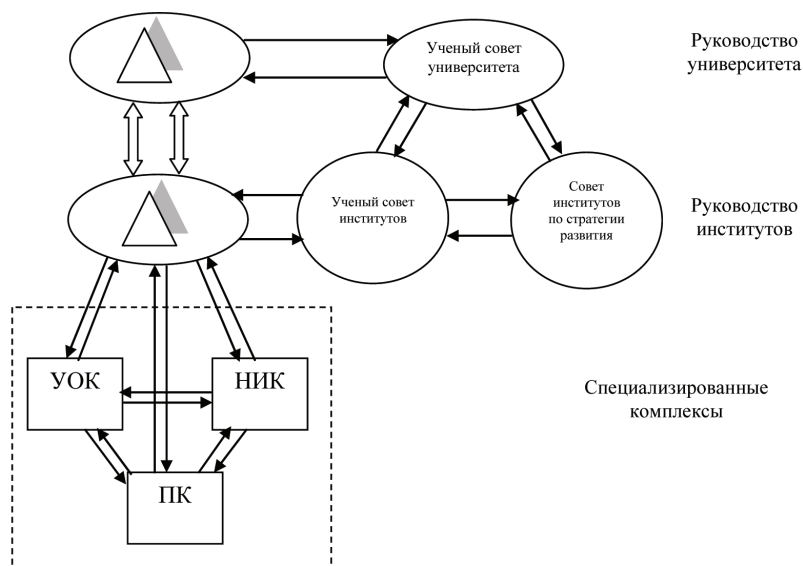 Ученый совет
университета
Руководство
университета
Ученый совет
институтов
Совет
институтов
по стратегии
развития
Руководство
институтов
УОК
НИК
Специализированные
комплексы
ПК